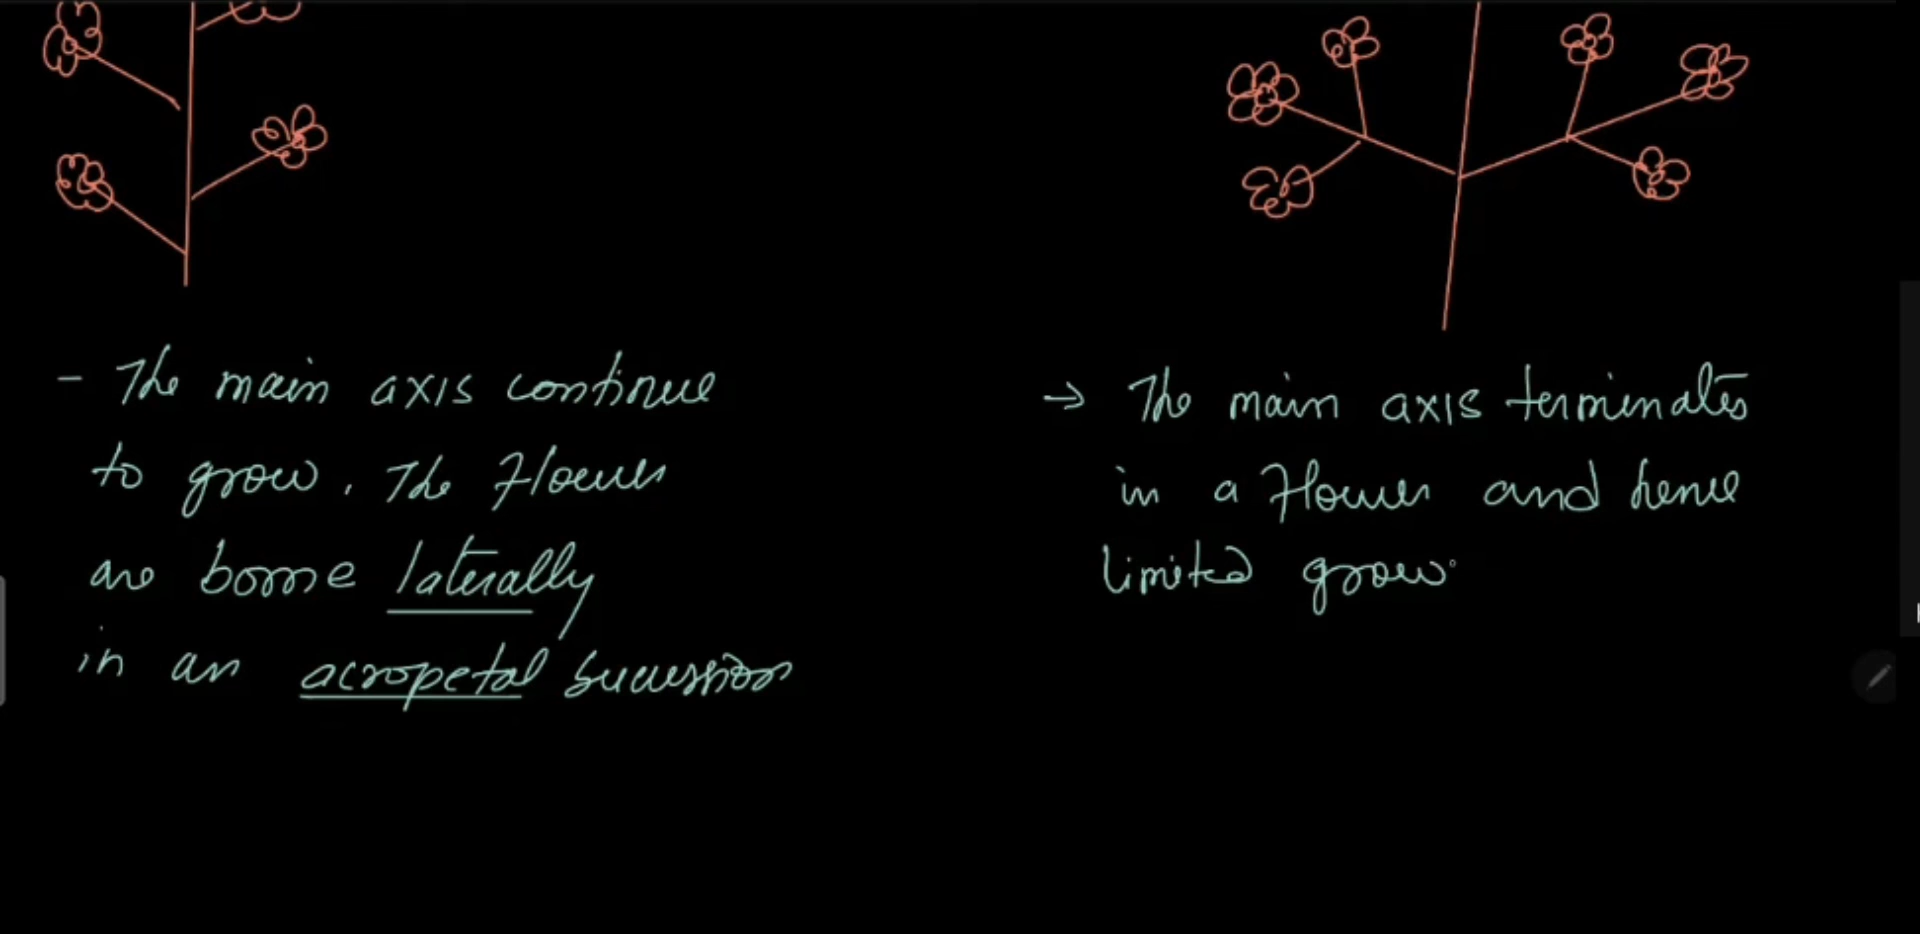 - The main axis continue
to grow. The Flower
are borne laterally
in an acropetal succession
→ The main axis terminates
in a Flower and hence
limited grow